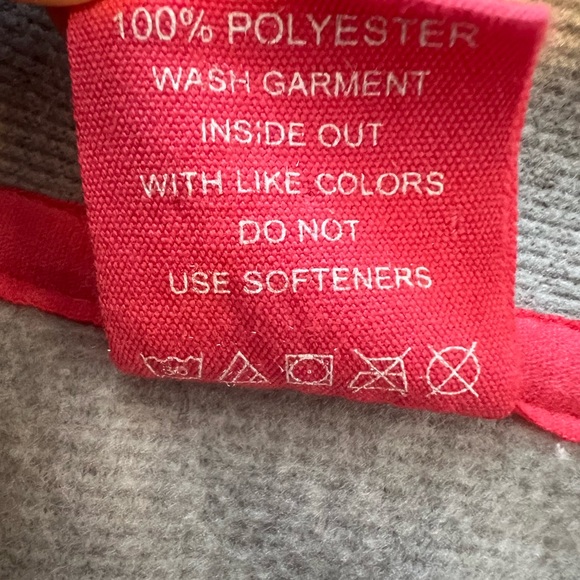 100% POLYESTER
WASH GARMENT
INSIDE OUT
WITH LIKE COLORS
DO NOT
USE SOFTENERS